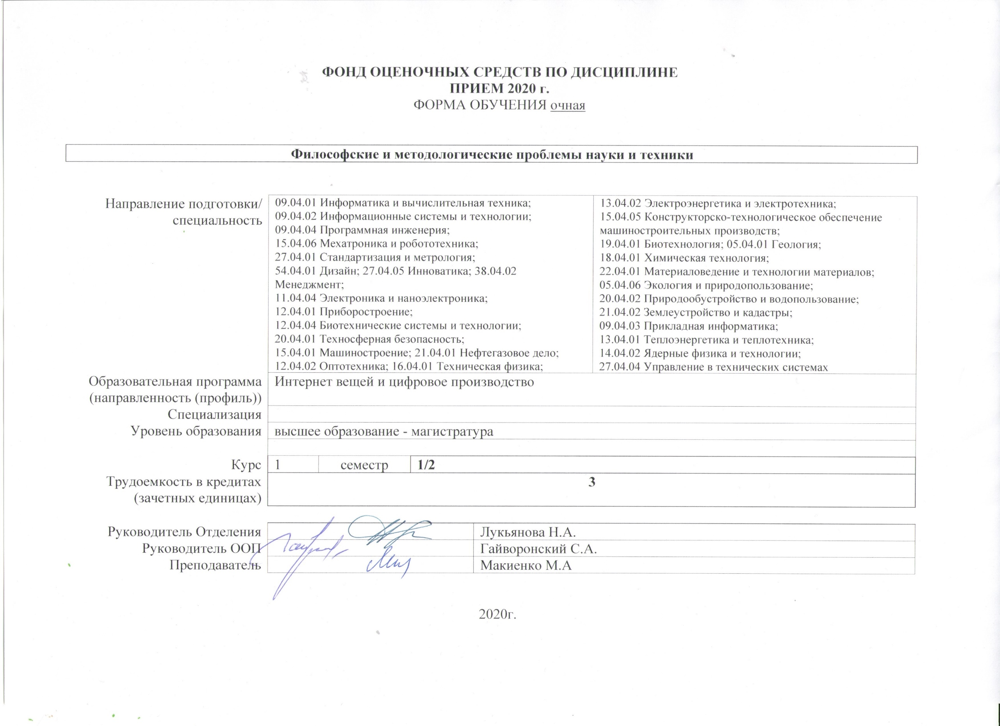 ФОНД ОЦЕНОЧНЫХ СРЕДСТВ ПО ДИСЦИПЛИНЕ
ПРИЕМ 2020 г.
ФОРМА ОБУЧЕНИЯ очная
Философские и методологические проблемы науки и техники
Направление подготовки/
специальность
09.04.01 Информатика и вычислительная техника;
09.04.02 Информационные системы и технологии;
09.04.04 Программная инженерия;
15.04.06 Мехатроника и робототехника;
27.04.01 Стандартизация и метрология;
54.04.01 Дизайн; 27.04.05 Инноватика; 38.04.02
Менеджмент;
11.04.04 Электроника и наноэлектроника;
12.04.01 Приборостроение;
12.04.04 Биотехнические системы и технологии;
20.04.01 Техносферная безопасность;
15.04.01 Машиностроение; 21.04.01 Нефтегазовое дело;
12.04.02 Оптотехника; 16.04.01 Техническая физика;
13.04.02 Электроэнергетика и электротехника;
15.04.05 Конструкторско-технологическое обеспечение
машиностроительных производств;
19.04.01 Биотехнология; 05.04.01 Геология;
18.04.01 Химическая технология;
22.04.01 Материаловедение и технологии материалов;
05.04.06 Экология и природопользование;
20.04.02 Природообустройство и водопользование;
21.04.02 Землеустройство и кадастры;
09.04.03 Прикладная информатика;
13.04.01 Теплоэнергетика и теплотехника;
14.04.02 Ядерные физика и технологии;
27.04.04 Управление в технических системах
Образовательная программа
(направленность (профиль))
Интернет вещей и цифровое производство
Специализация
Уровень образования
высшее образование - магистратура
Курс 1 семестр 1/2
Трудоемкость в кредитах
(зачетных единицах)
3
Руководитель Отделения Лукьянова Н.А.
Руководитель ООП Гайворонский С.А.
Преподаватель Макиенко М.А
2020г.